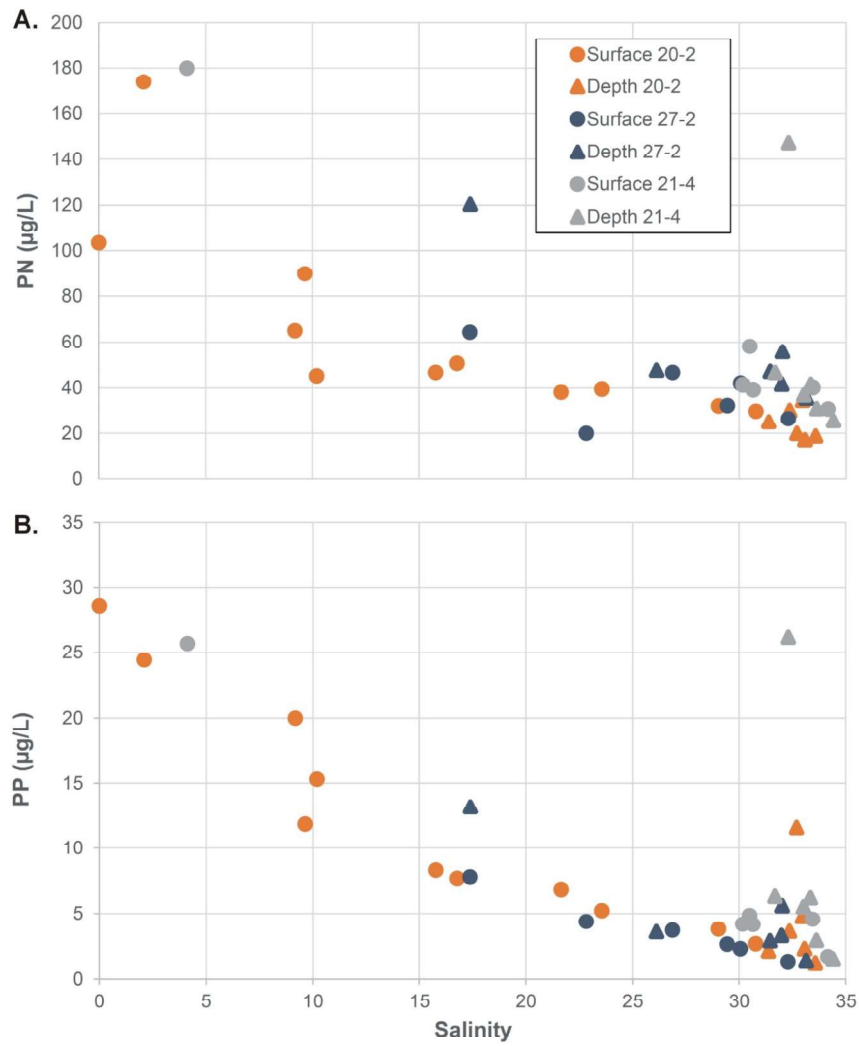 A.
200
180
160
140
120
100
80
60
40
20
0
PN (µg/L)
Surface 20-2
Depth 20-2
Surface 27-2
Depth 27-2
Surface 21-4
Depth 21-4
B.
35
30
25
20
15
10
5
0
PP (µg/L)
0 5 10 15 20 25 30 35
Salinity